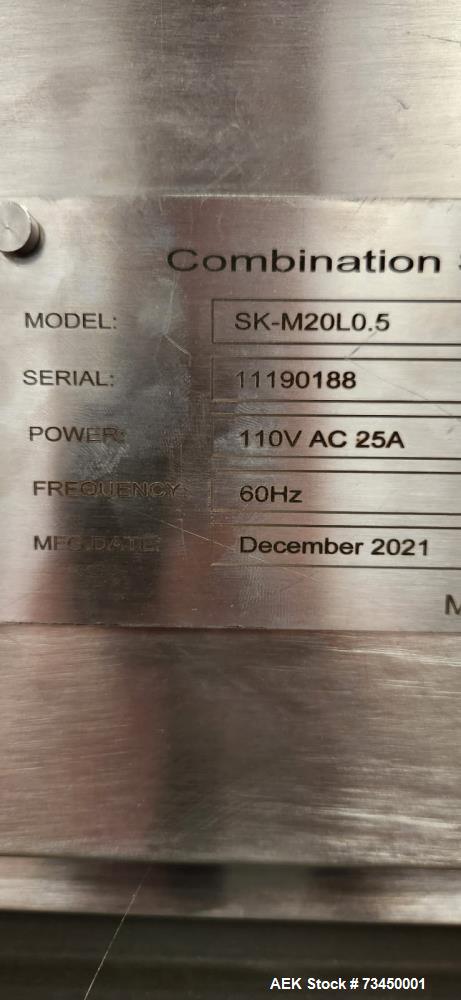 Combination
MODEL: SK-M20L0.5
SERIAL: 11190188
POWER: 110V AC 25A
FREQUENCY: 60Hz
MFG.DATE: December 2021
M
AEK Stock # 73450001